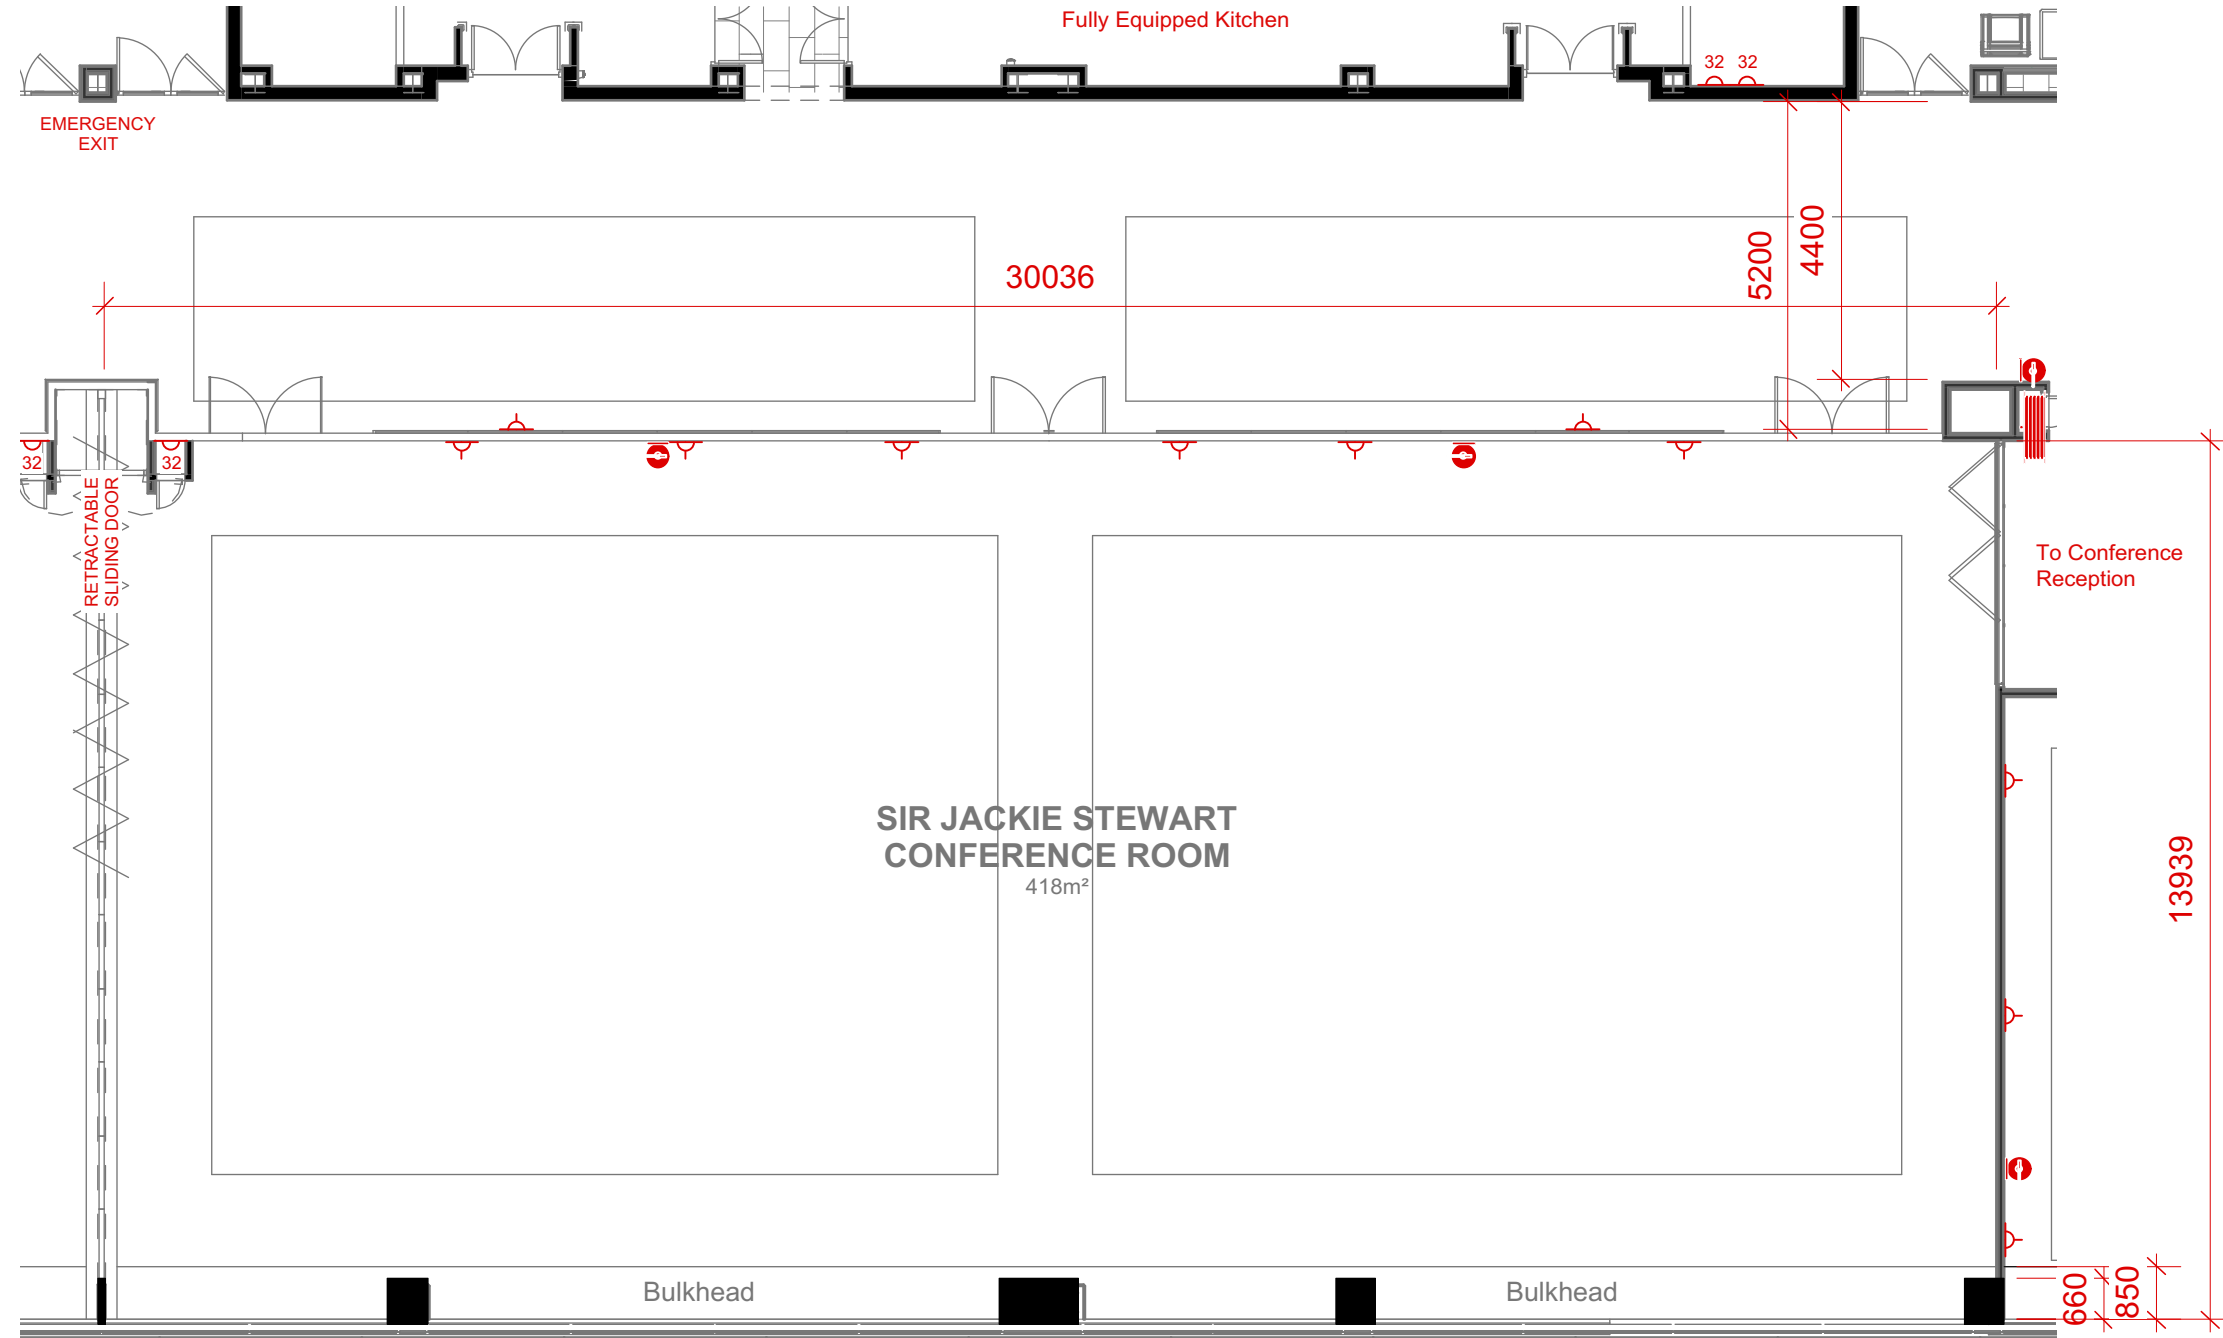 Fully Equipped Kitchen
32 32
EMERGENCY
EXIT
30036
5200
4400
32
32
RETRACTABLE
SLIDING DOOR
To Conference
Reception
SIR JACKIE STEWART
CONFERENCE ROOM
418m²
13939
Bulkhead
Bulkhead
660
850